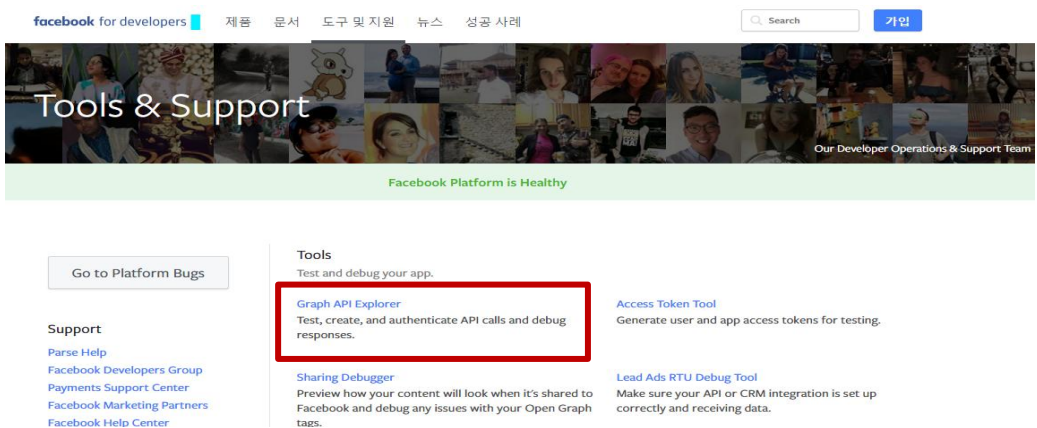 facebook for developers 제품 문서 도구 및 지원 뉴스 성공 사례 Search 가입
Tools & Support
Our Developer Operations & Support Team
Facebook Platform is Healthy
Go to Platform Bugs
Support
Parse Help
Facebook Developers Group
Payments Support Center
Facebook Marketing Partners
Facebook Help Center
Tools
Test and debug your app.
Graph API Explorer
Test, create, and authenticate API calls and debug
responses.
Access Token Tool
Generate user and app access tokens for testing.
Sharing Debugger
Preview how your content will look when it's shared to
Facebook and debug any issues with your Open Graph
tags.
Lead Ads RTU Debug Tool
Make sure your API or CRM integration is set up
correctly and receiving data.